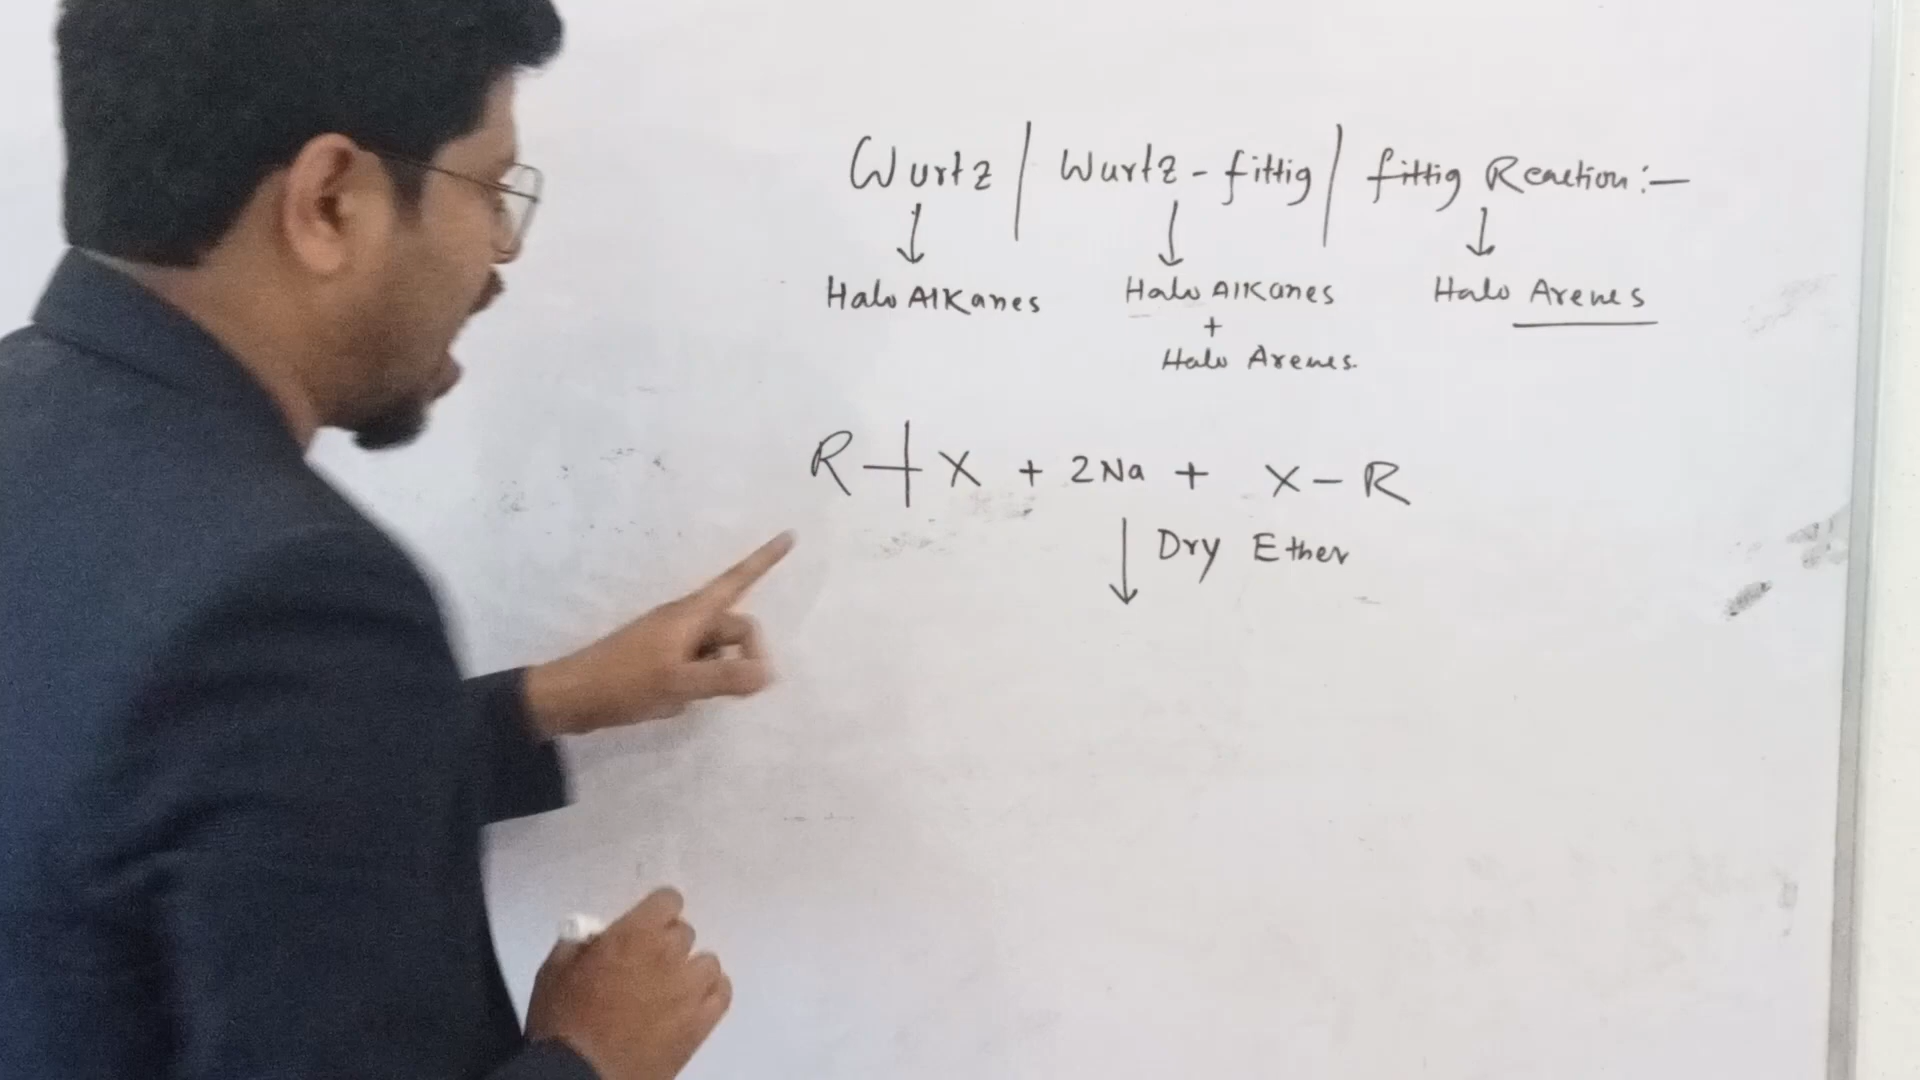 Wurtz | Wurtz - fittig | fittig Reaction :-
↓ ↓ ↓
Halo Alkanes Halo Alkanes Halo Arenes
+
Halo Arenes.
R-|-X + 2Na + X-R
↓ Dry Ether